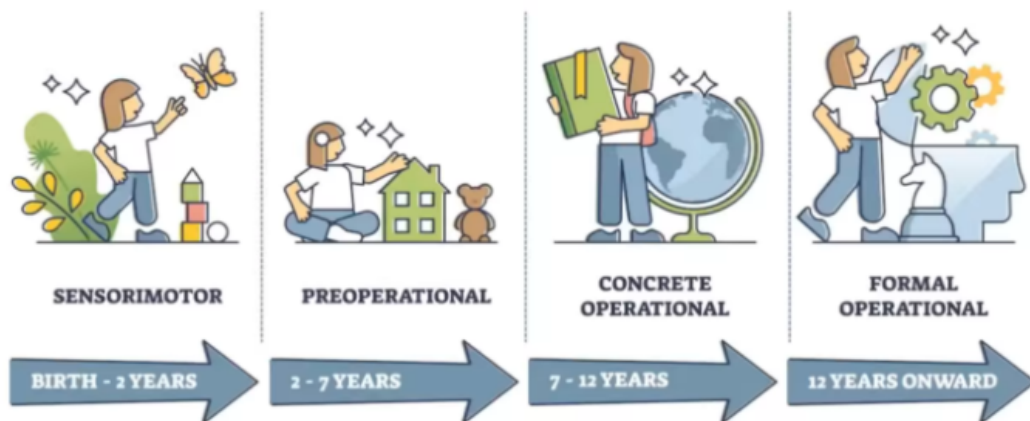 SENSORIMOTOR
PREOPERATIONAL
CONCRETE
OPERATIONAL
FORMAL
OPERATIONAL
BIRTH - 2 YEARS
2 - 7 YEARS
7 - 12 YEARS
12 YEARS ONWARD